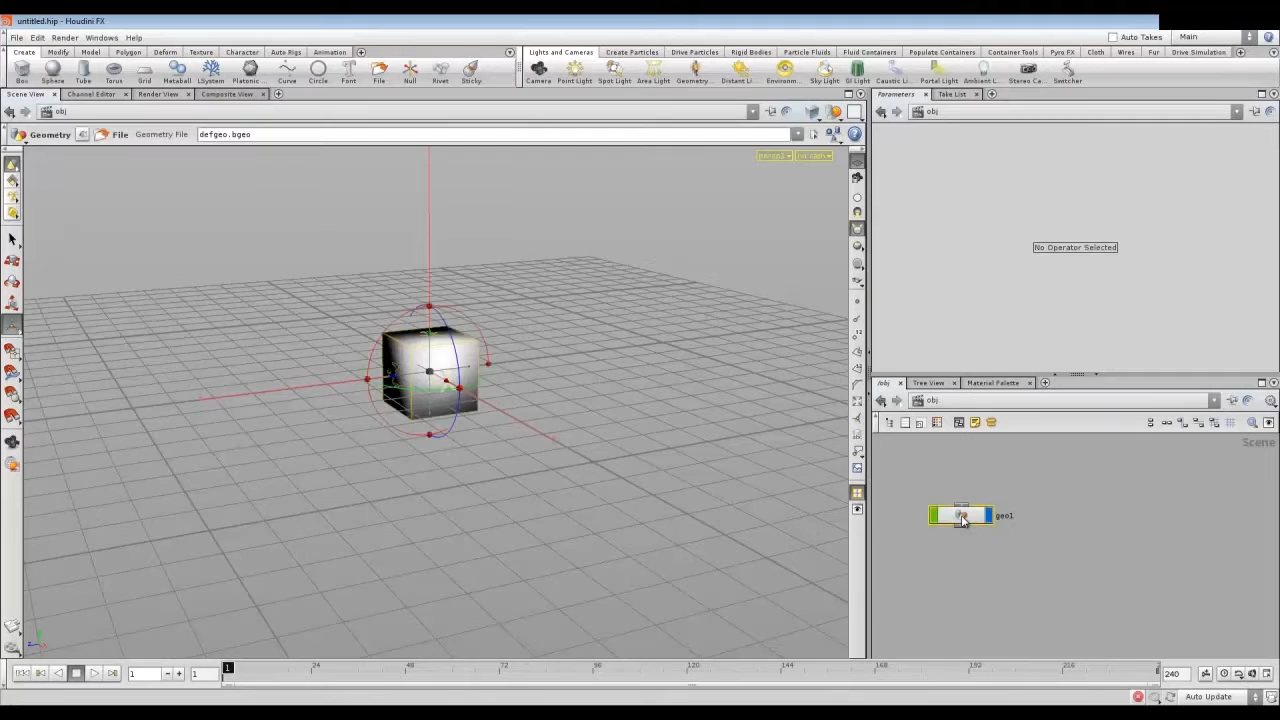 untitled.hip - Houdini FX
File Edit Render Windows Help
Auto Takes Main
Create Modify Model Polygon Deform Texture Character Auto Rigs Animation
Lights and Cameras Create Particles Drive Particles Rigid Bodies Particle Fluids Fluid Containers Populate Containers Container Tools Pyro FX Cloth Wires Fur Drive Simulation
Box Sphere Tube Torus Grid Metaball LSystem Platonic... Curve Circle Font File Null Rivet Sticky
Camera Point Light Spot Light Area Light Geometry... Distant Li... Environm... Sky Light GI Light Caustic Li... Portal Light Ambient L... Stereo Ca... Switcher
Scene View Channel Editor Render View Composite View
Parameters Take List
obj
obj
Geometry File Geometry File defgeo.bgeo
persp1 no cam
No Operator Selected
/obj Tree View Material Palette
obj
Scene
geo1
1 1
1 24 48 72 96 120 144 168 192 216 2
240
Auto Update